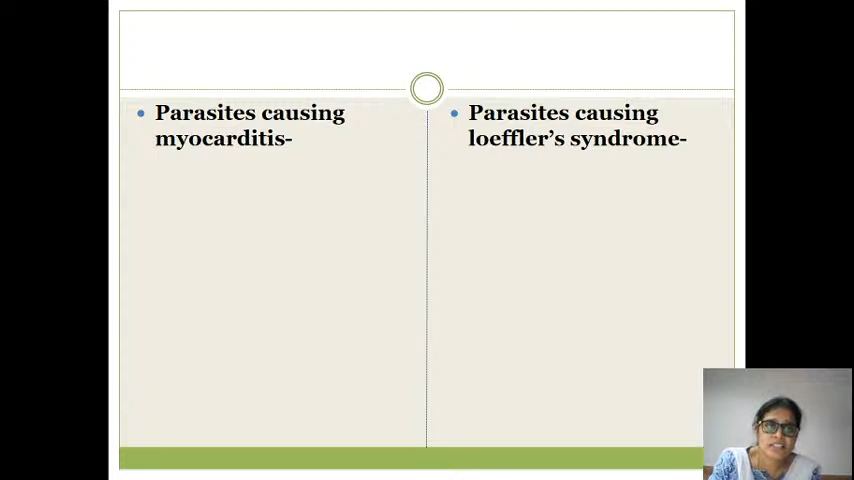 Parasites causing
myocarditis-
Parasites causing
loeffler's syndrome-